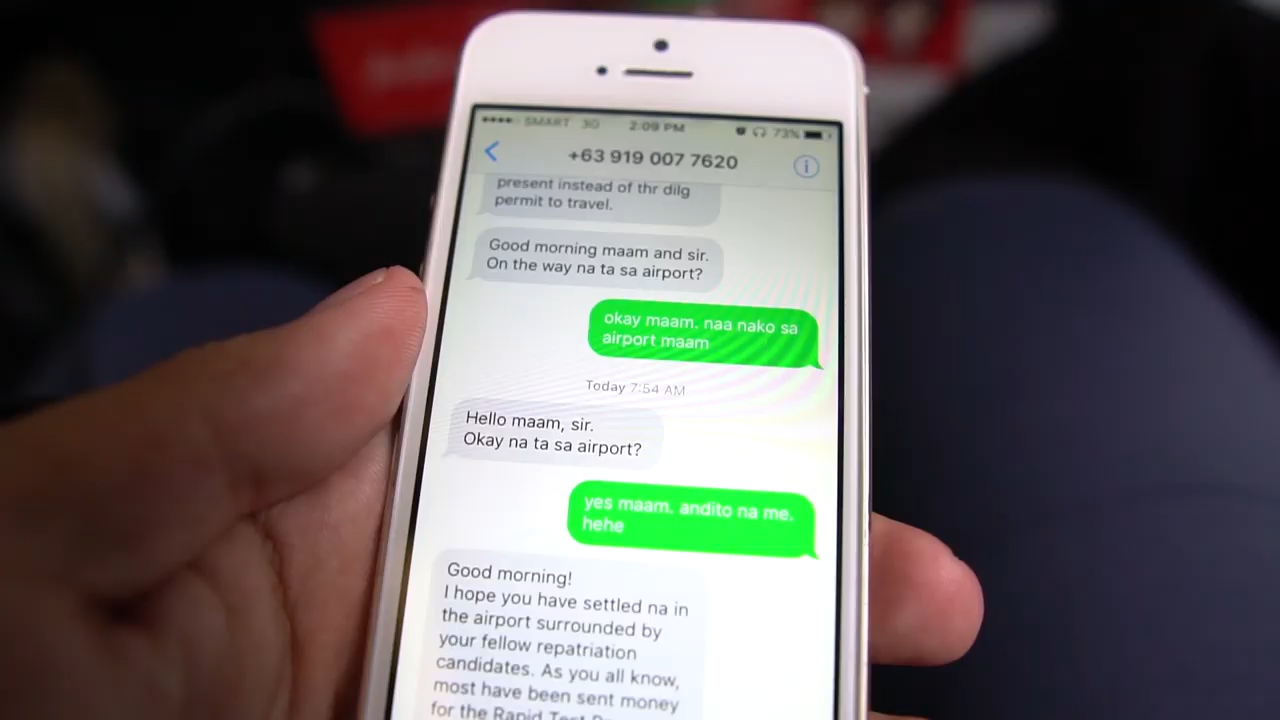 SMART 3G 2:09 PM 73%
+63 919 007 7620
present instead of thr dilg
permit to travel.
Good morning maam and sir.
On the way na ta sa airport?
okay maam. naa nako sa
airport maam
Today 7:54 AM
Hello maam, sir.
Okay na ta sa airport?
yes maam. andito na me.
hehe
Good morning!
I hope you have settled na in
the airport surrounded by
your fellow repatriation
candidates. As you all know,
most have been sent money
for the Rapid Test